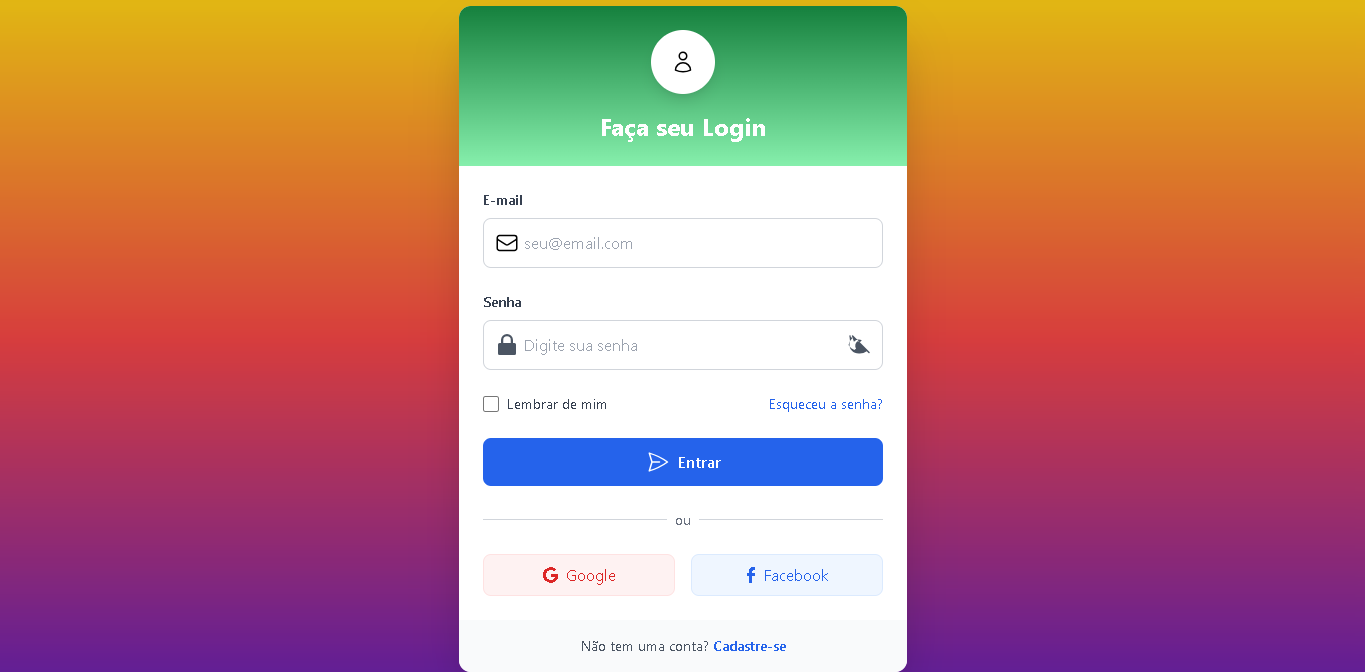 Faça seu Login
E-mail
seu@email.com
Senha
Digite sua senha
Lembrar de mim
Esqueceu a senha?
Entrar
ou
Google
Facebook
Não tem uma conta? Cadastre-se